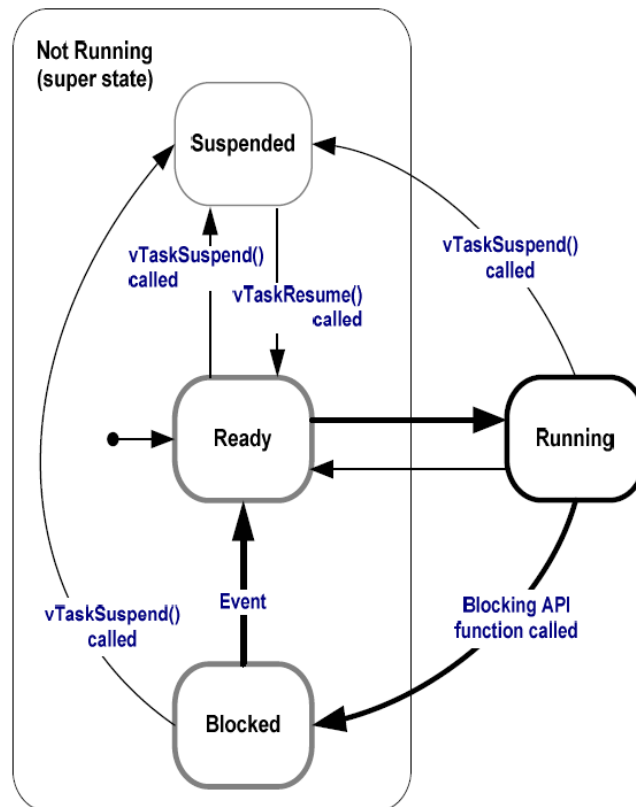 Not Running
(super state)
Suspended
vTaskSuspend()
called
vTaskSuspend()
called
vTaskResume()
called
Ready
Running
Event
Blocking API
function called
vTaskSuspend()
called
Blocked